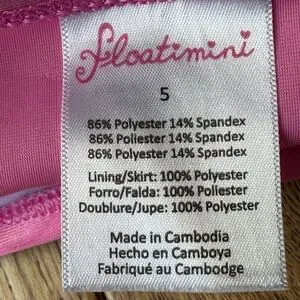 floatimini
5
86% Polyester 14% Spandex
86% Poliester 14% Spandex
86% Polyester 14% Spandex
Lining/Skirt: 100% Polyester
Forro/Falda: 100% Poliester
Doublure/Jupe: 100% Polyester
Made in Cambodia
Hecho en Camboya
Fabriqué au Cambodge